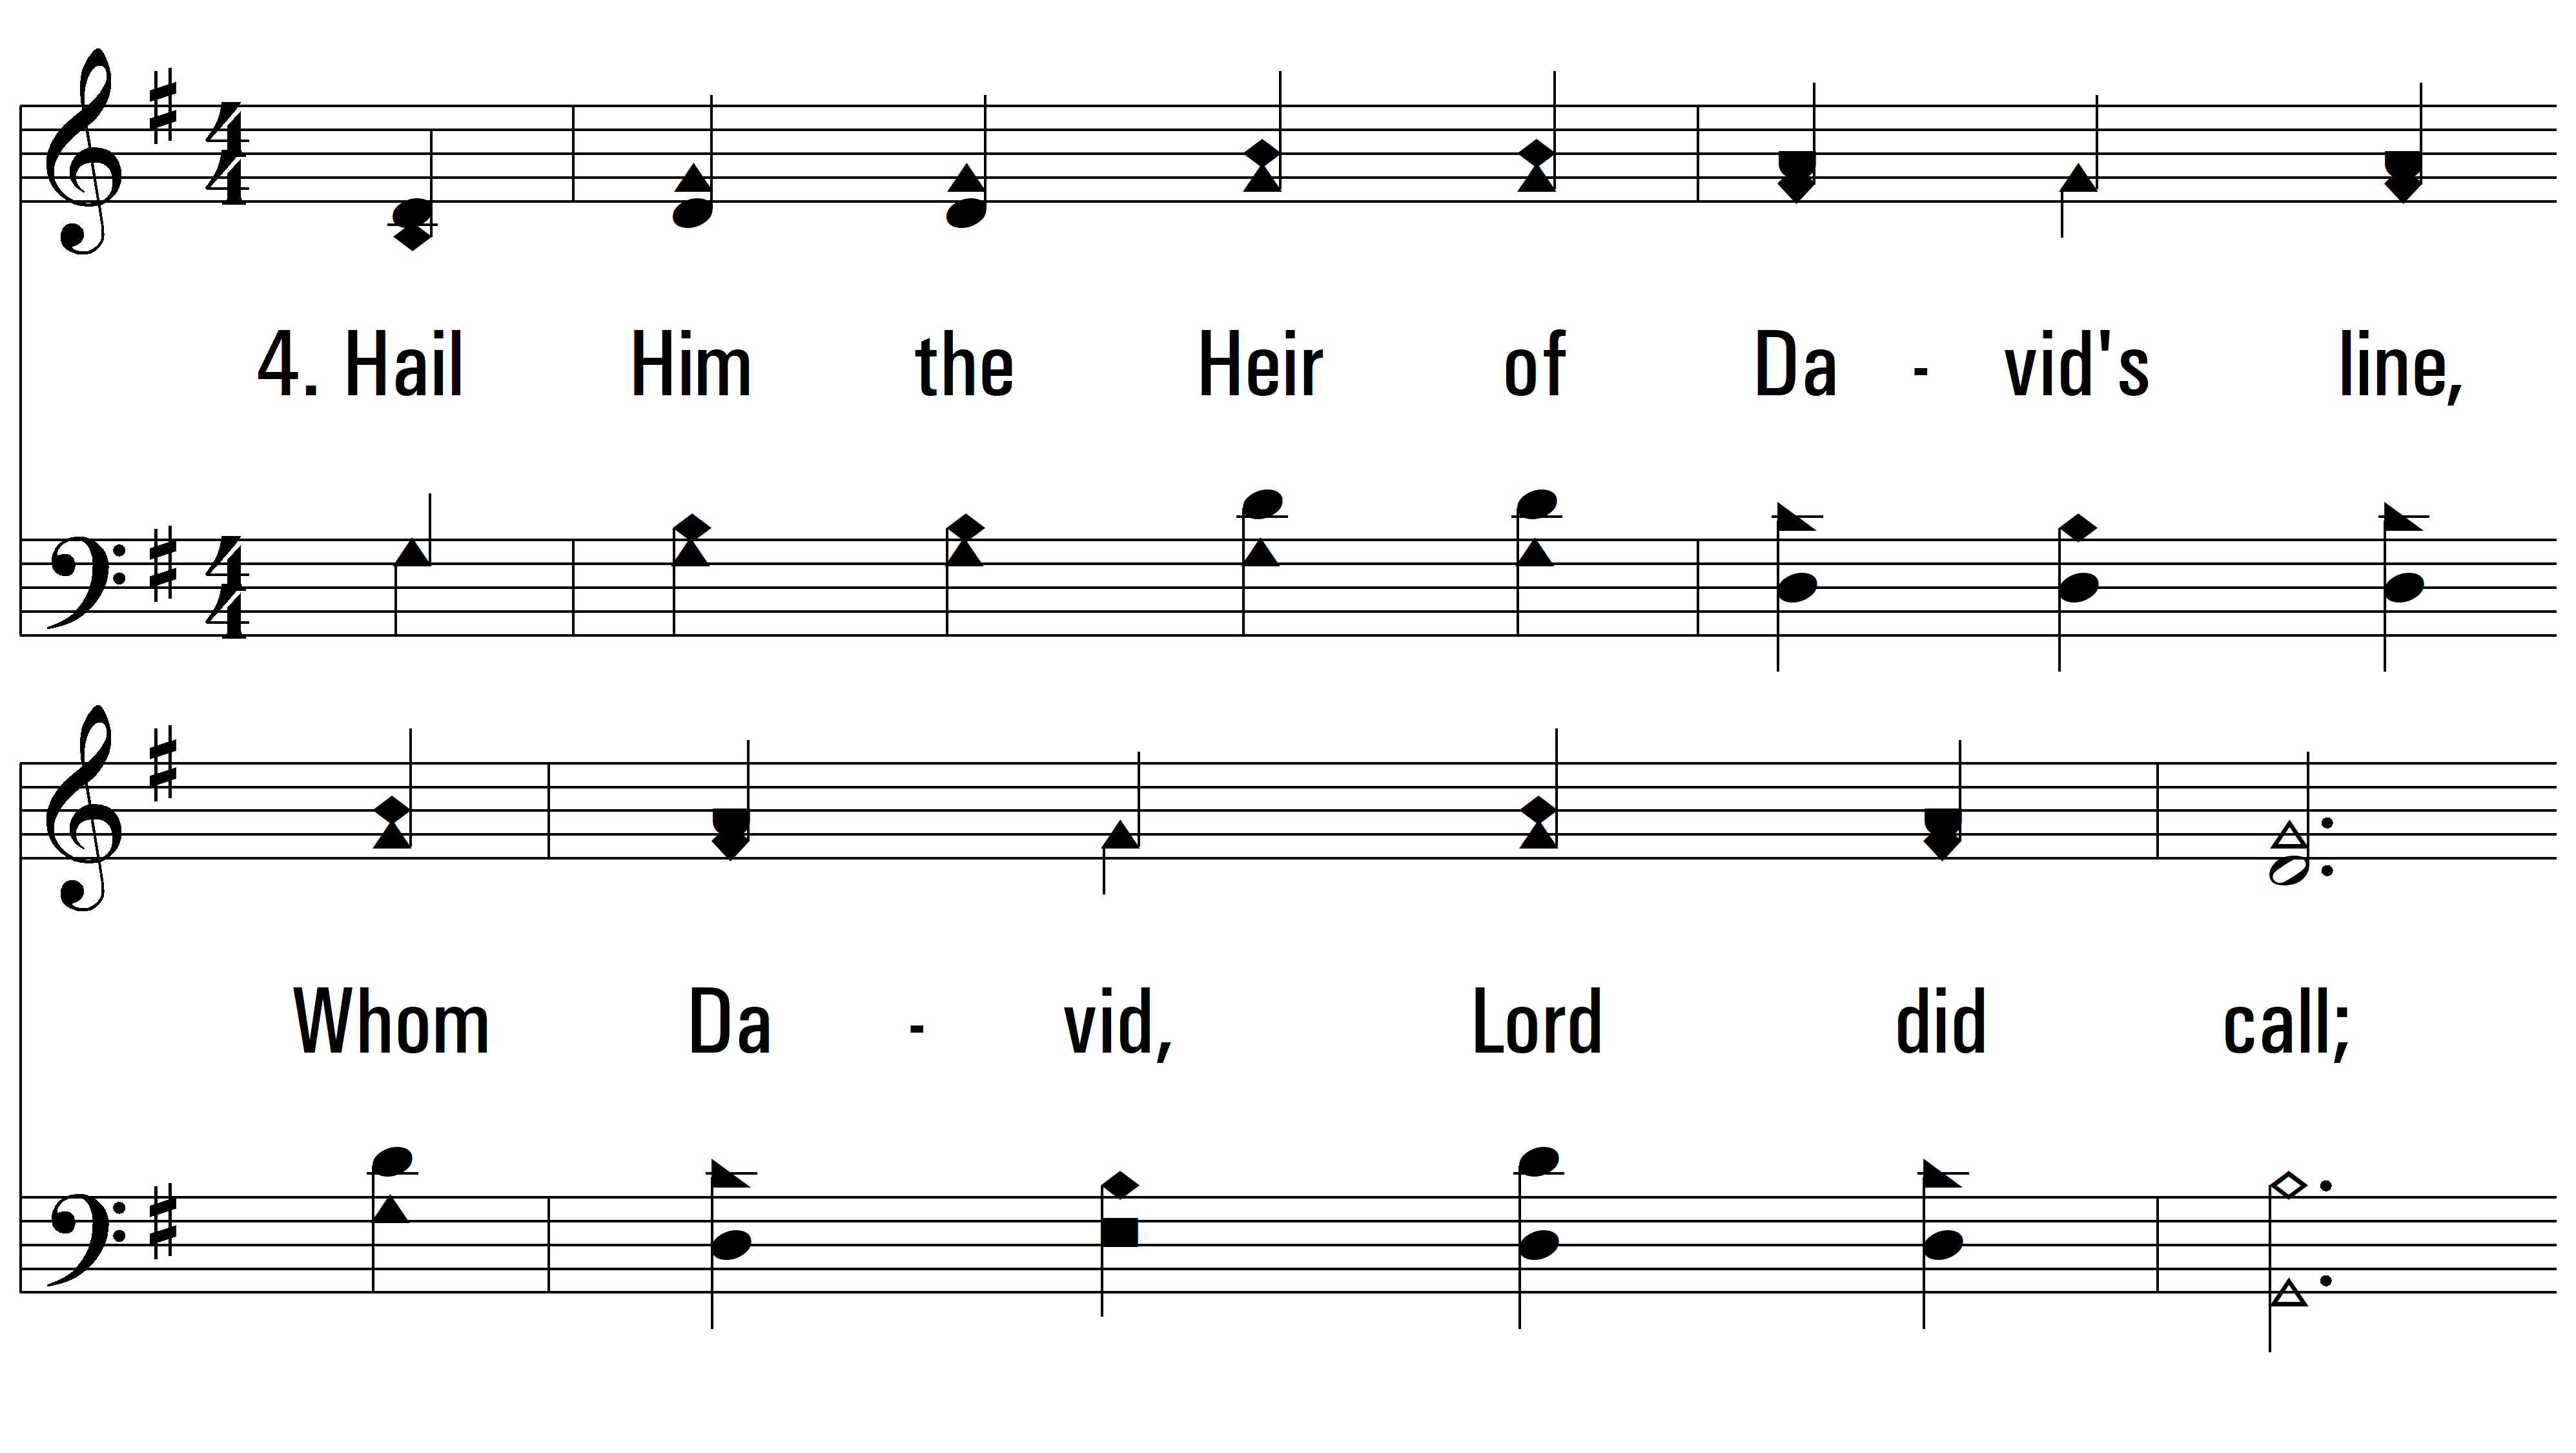 4. Hail Him the Heir of Da - vid's line,
Whom Da - vid, Lord did call;